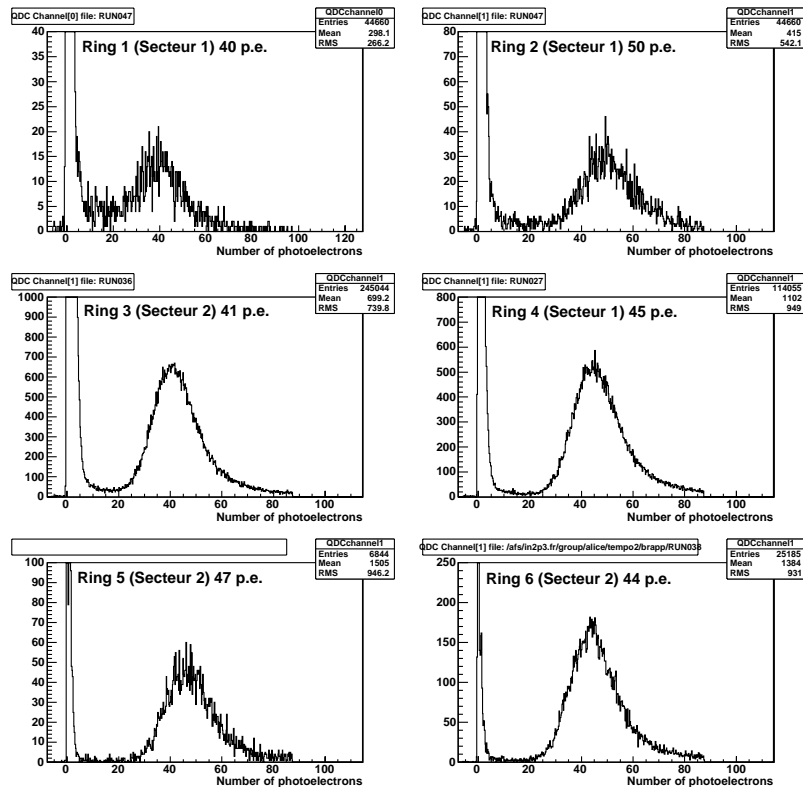 QDC Channel[0] file: RUN047
QDCchannel0
Entries 44660
Mean 298.1
RMS 266.2
Ring 1 (Secteur 1) 40 p.e.
40
35
30
25
20
15
10
5
0
0 20 40 60 80 100 120
Number of photoelectrons
QDC Channel[1] file: RUN047
QDCchannel1
Entries 44660
Mean 415
RMS 542.1
Ring 2 (Secteur 1) 50 p.e.
80
70
60
50
40
30
20
10
0
0 20 40 60 80 100
Number of photoelectrons
QDC Channel[1] file: RUN036
QDCchannel1
Entries 245044
Mean 699.2
RMS 739.8
Ring 3 (Secteur 2) 41 p.e.
1000
900
800
700
600
500
400
300
200
100
0
0 20 40 60 80 100
Number of photoelectrons
QDC Channel[1] file: RUN027
QDCchannel1
Entries 114055
Mean 1102
RMS 949
Ring 4 (Secteur 1) 45 p.e.
800
700
600
500
400
300
200
100
0
0 20 40 60 80 100
Number of photoelectrons
QDCchannel1
Entries 6844
Mean 1505
RMS 946.2
Ring 5 (Secteur 2) 47 p.e.
100
90
80
70
60
50
40
30
20
10
0
0 20 40 60 80 100
Number of photoelectrons
QDC Channel[1] file: /afs/in2p3.fr/group/alice/tempo2/brapp/RUN038
QDCchannel1
Entries 25185
Mean 1384
RMS 931
Ring 6 (Secteur 2) 44 p.e.
250
200
150
100
50
0
0 20 40 60 80 100
Number of photoelectrons